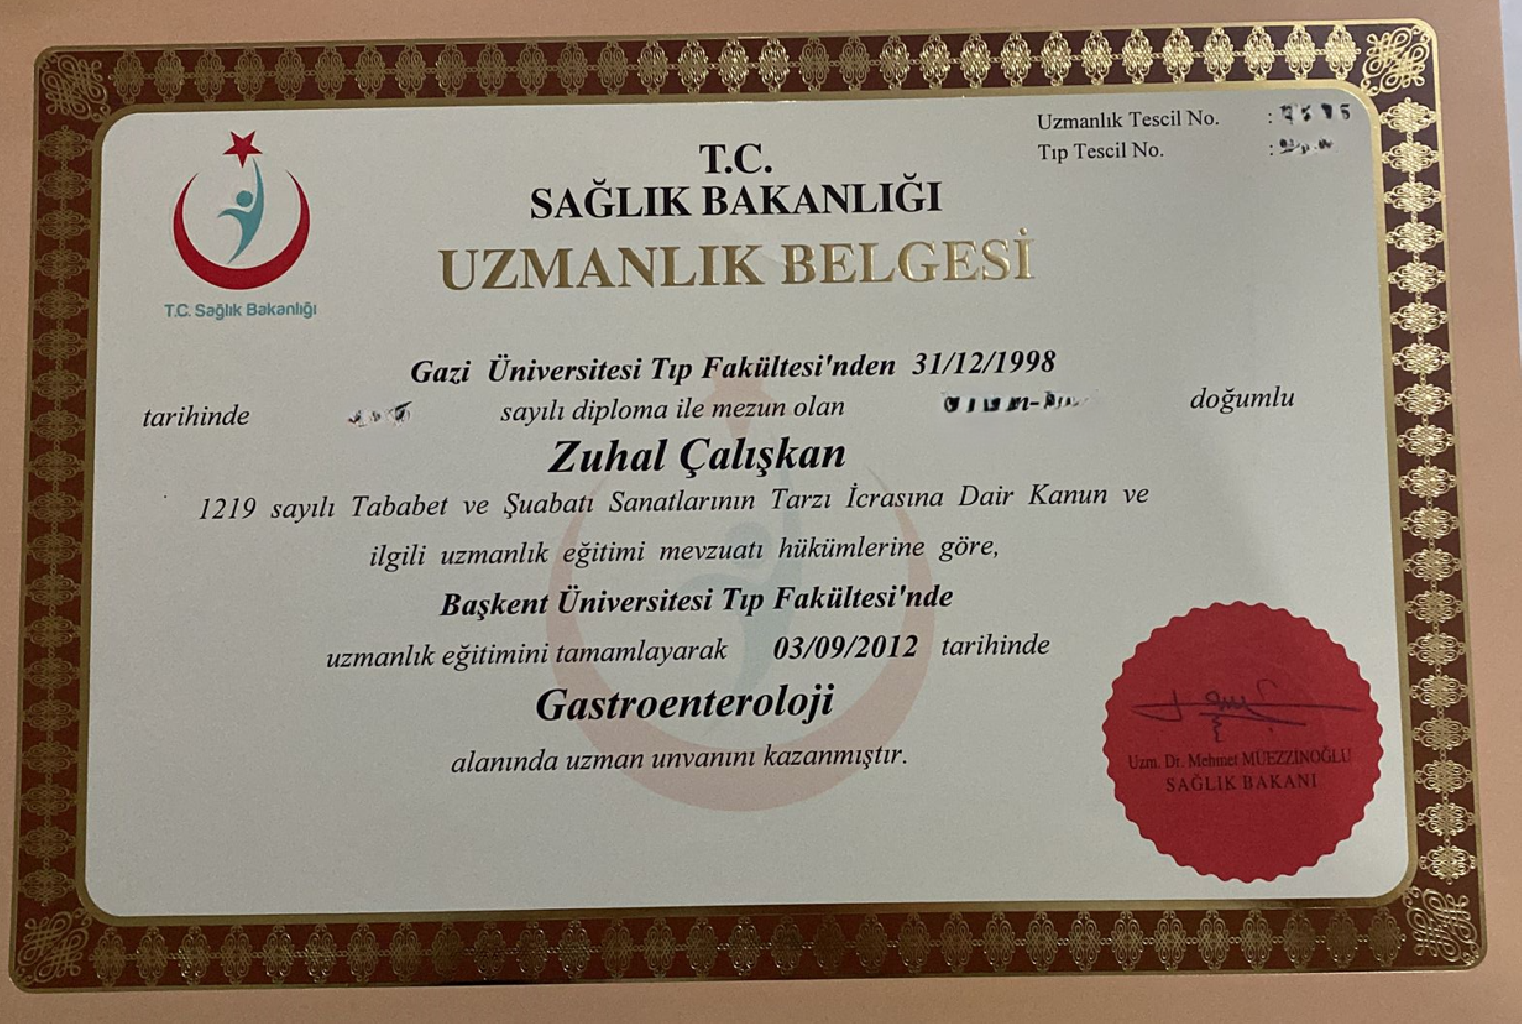 Uzmanlık Tescil No. :
Tıp Tescil No. :
T.C.
SAĞLIK BAKANLIĞI
UZMANLIK BELGESİ
T.C. Sağlık Bakanlığı
Gazi Üniversitesi Tıp Fakültesi'nden 31/12/1998
tarihinde sayılı diploma ile mezun olan doğumlu
Zuhal Çalışkan
1219 sayılı Tababet ve Şuabatı Sanatlarının Tarzı İcrasına Dair Kanun ve
ilgili uzmanlık eğitimi mevzuatı hükümlerine göre,
Başkent Üniversitesi Tıp Fakültesi'nde
uzmanlık eğitimini tamamlayarak 03/09/2012 tarihinde
Gastroenteroloji
alanında uzman unvanını kazanmıştır.
Uzm. Dr. Mehmet MÜEZZİNOĞLU
SAĞLIK BAKANI